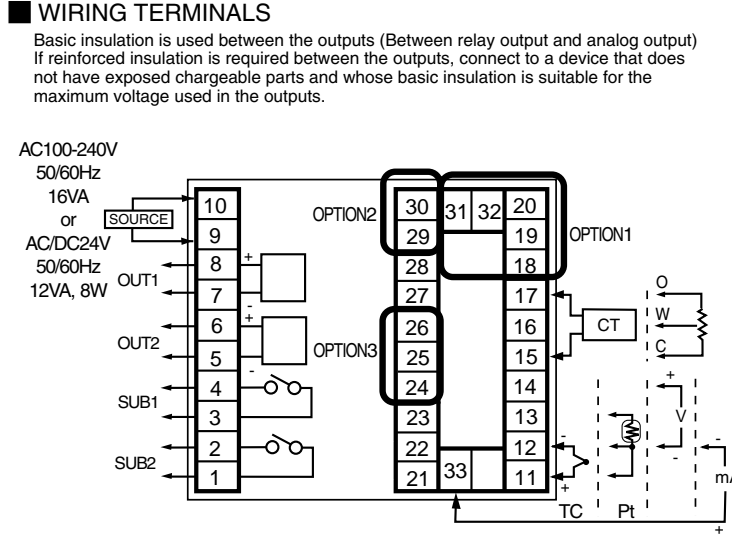 WIRING TERMINALS
Basic insulation is used between the outputs (Between relay output and analog output)
If reinforced insulation is required between the outputs, connect to a device that does
not have exposed chargeable parts and whose basic insulation is suitable for the
maximum voltage used in the outputs.
AC100-240V
50/60Hz
16VA
or
AC/DC24V
50/60Hz
12VA, 8W
SOURCE
OUT1
OUT2
SUB1
SUB2
10
9
8
7
6
5
4
3
2
1
+
-
+
-
OPTION2
OPTION3
30
29
28
27
26
25
24
23
22
21
31
32
33
20
19
18
17
16
15
14
13
12
11
OPTION1
CT
O
W
C
+
V
-
-
+
TC
Pt
-
mA
+